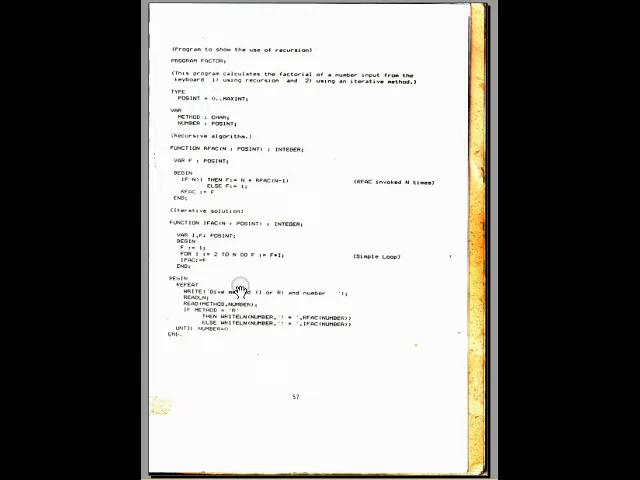 (Program to show the use of recursion)
PROGRAM FACTOR;
(This program calculates the factorial of a number input from the
keyboard 1) using recursion and 2) using an iterative method.)
TYPE
POSINT = 0..MAXINT;
VAR
METHOD : CHAR;
NUMBER : POSINT;
(Recursive algorithm.)
FUNCTION RFAC(N : POSINT) : INTEGER;
VAR F : POSINT;
BEGIN
IF N>1 THEN F:= N * RFAC(N-1) (RFAC invoked N times)
ELSE F:= 1;
RFAC := F
END;
(Iterative solution)
FUNCTION IFAC(N : POSINT) : INTEGER;
VAR I,F: POSINT;
BEGIN
F := 1;
FOR I := 2 TO N DO F := F*I; (Simple Loop)
IFAC:=F
END;
BEGIN
REPEAT
WRITE('Give (I or R) and number ');
READLN;
READ(METHOD,NUMBER);
IF METHOD = 'R'
THEN WRITELN(NUMBER,'! = ',RFAC(NUMBER))
ELSE WRITELN(NUMBER,'! = ',IFAC(NUMBER))
UNTIL NUMBER=0
END.
57